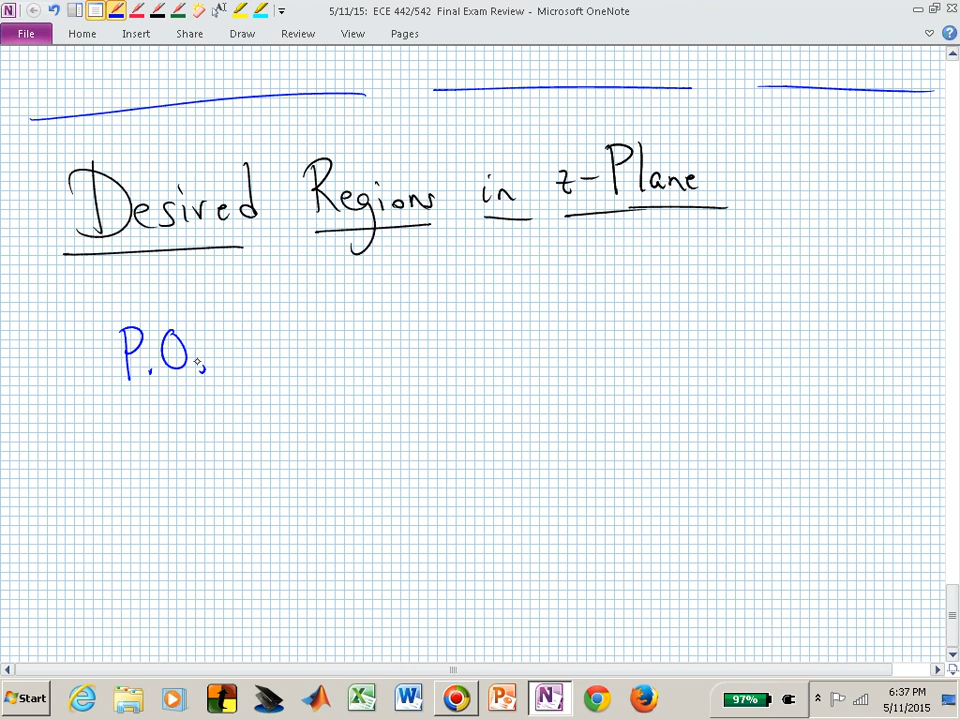 5/11/15: ECE 442/542 Final Exam Review - Microsoft OneNote
File Home Insert Share Draw Review View Pages
Desired Regions in z-Plane
P.O.
Start
97%
6:37 PM
5/11/2015